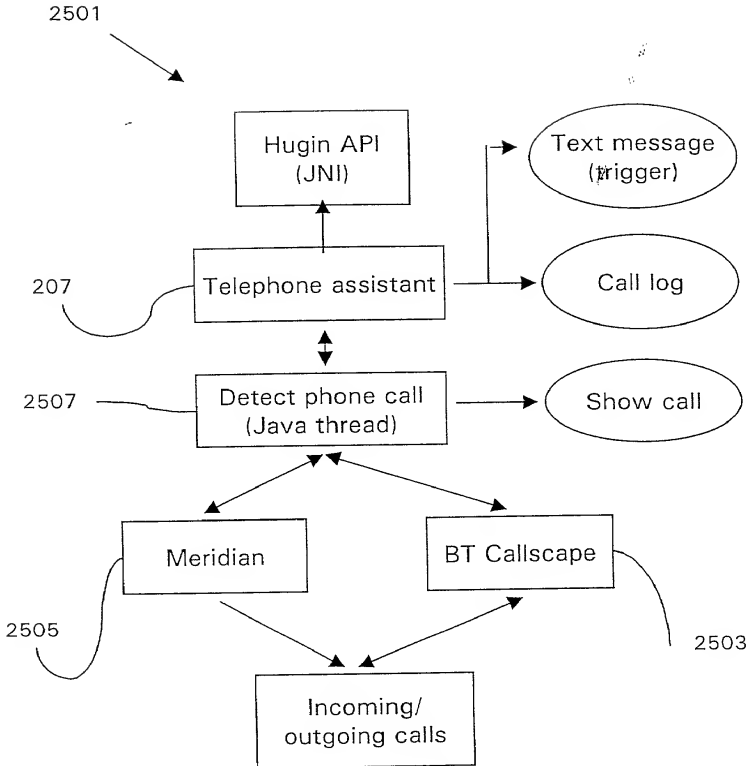 2501
Hugin API
(JNI)
Text message
(trigger)
207
Telephone assistant
Call log
2507
Detect phone call
(Java thread)
Show call
Meridian
BT Callscape
2505
2503
Incoming/
outgoing calls